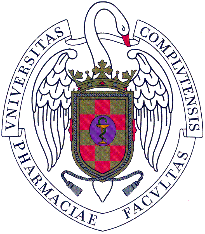 VNIVERSITAS
COMPLVTENSIS
PHARMACIAE
FACVLTAS